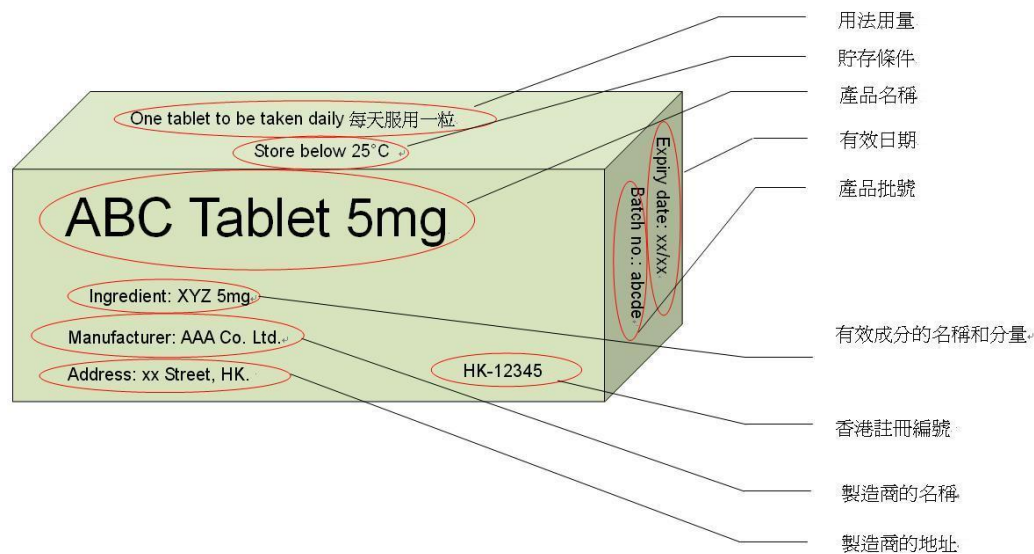 用法用量
貯存條件
產品名稱
有效日期
產品批號
有效成分的名稱和分量
香港註冊編號
製造商的名稱
製造商的地址
One tablet to be taken daily 每天服用一粒
Store below 25°C
ABC Tablet 5mg
Ingredient: XYZ 5mg
Manufacturer: AAA Co. Ltd.
Address: xx Street, HK.
HK-12345
Expiry date: xx/xx
Batch no.: abcde